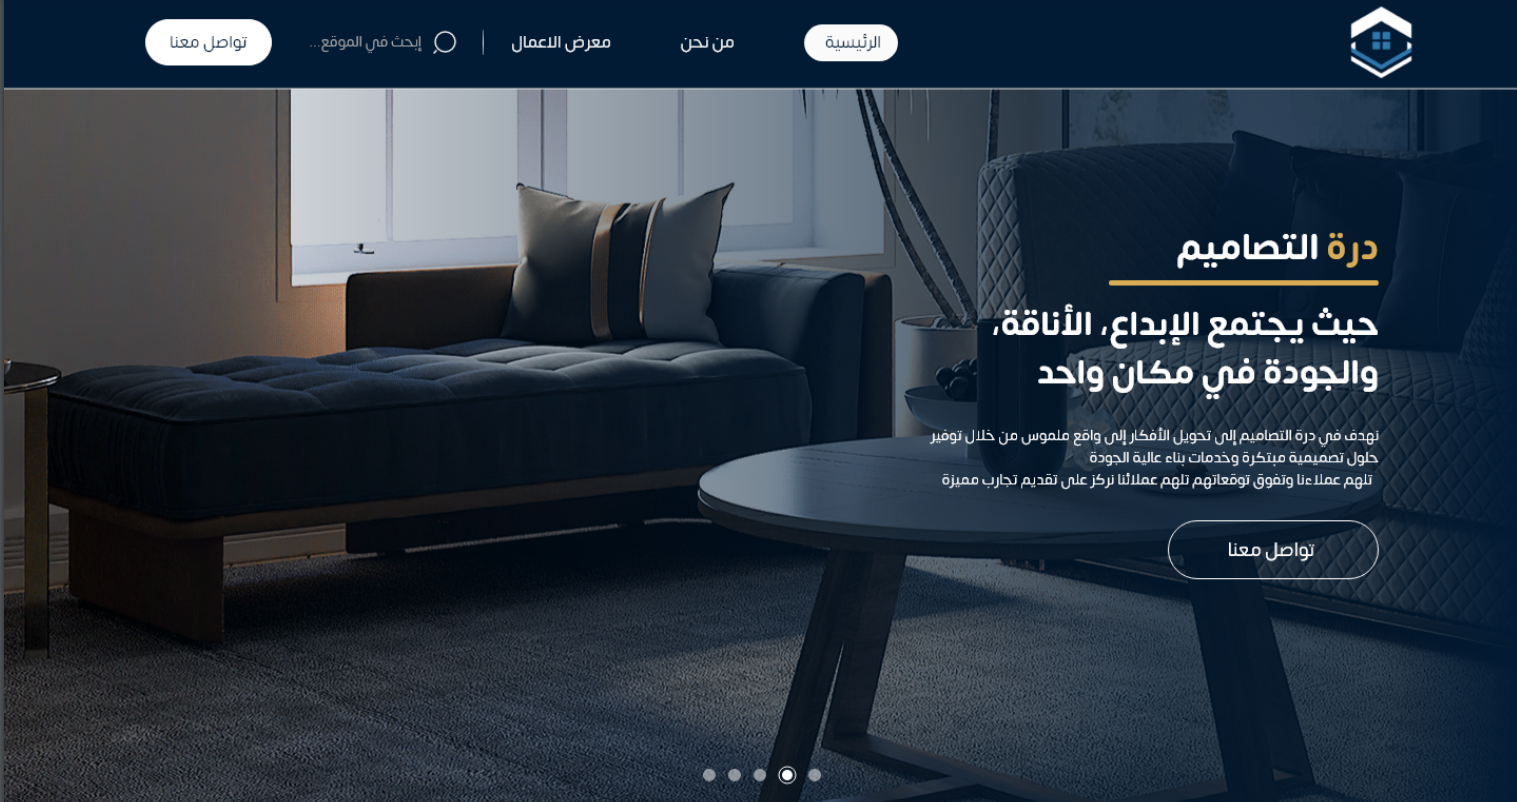 الرئيسية
من نحن
معرض الاعمال
إبحث في الموقع...
تواصل معنا
درة التصاميم
حيث يجتمع الإبداع، الأناقة،
والجودة في مكان واحد
نهدف في درة التصاميم إلى تحويل الأفكار إلى واقع ملموس من خلال توفير
حلول تصميمية مبتكرة وخدمات بناء عالية الجودة
تلهم عملاءنا وتفوق توقعاتهم تلهم عملائنا نركز على تقديم تجارب مميزة
تواصل معنا